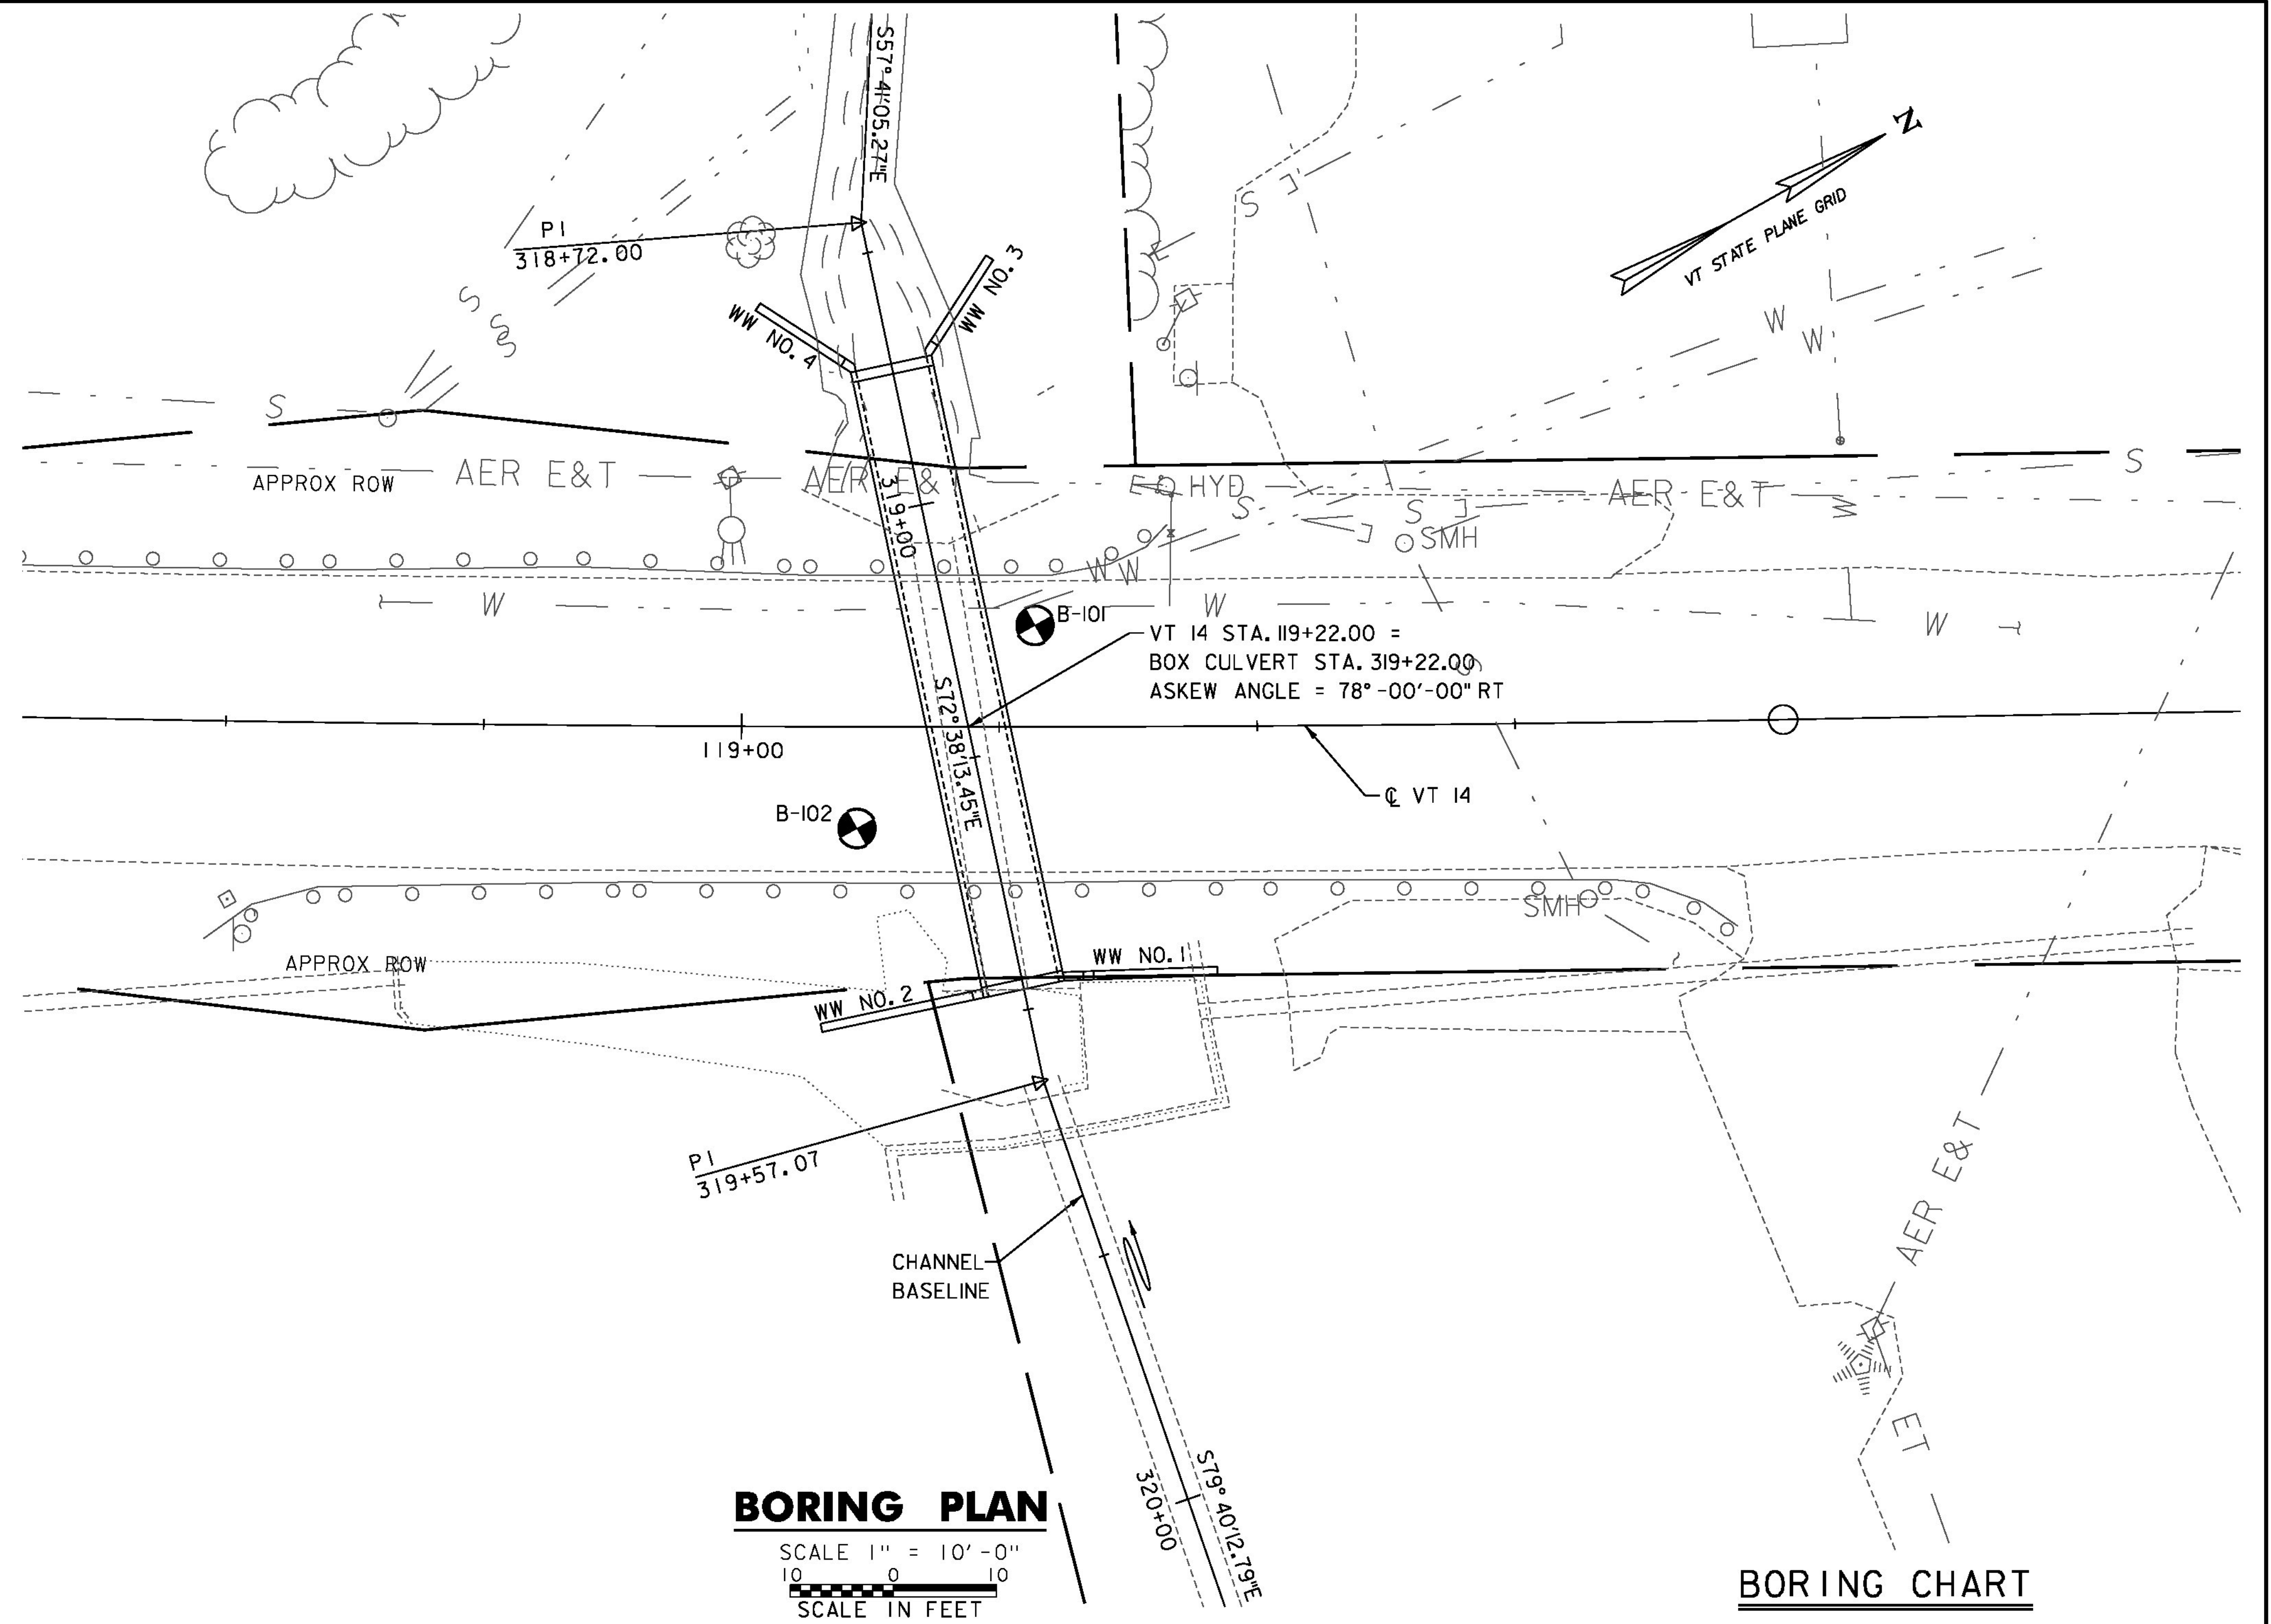 S57°41'05.27"E
N
VT STATE PLANE GRID
PI
318+72.00
S
S
S
S
WW NO. 3
WW NO. 4
W
W
S
APPROX ROW
AER E&T
AER E&
HYD
AER E&T
S
S
S
SMH
319+00
W W
W
W
W
B-101
VT 14 STA. 119+22.00 =
BOX CULVERT STA. 319+22.00
ASKEW ANGLE = 78°-00'-00" RT
S72°38'13.45"E
119+00
℄ VT 14
B-102
SMH
APPROX ROW
WW NO. 1
WW NO. 2
PI
319+57.07
CHANNEL
BASELINE
AER E&T
ET
S79°40'12.79"E
320+00
BORING PLAN
SCALE 1" = 10'-0"
10 0 10
SCALE IN FEET
BORING CHART